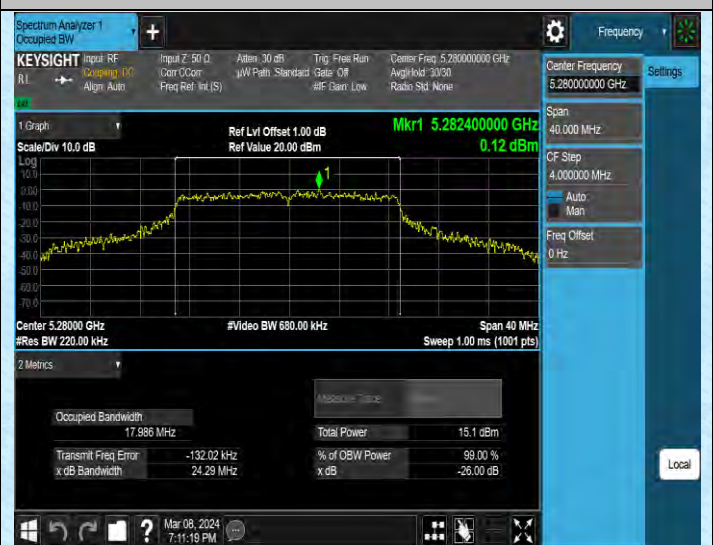 Spectrum Analyzer 1
Occupied BW
+
Frequency
KEYSIGHT
Input: RF
Coupling: DC
Align: Auto
Input Z: 50 Ω
Corr CCorr
Freq Ref: Int (S)
Atten: 30 dB
µW Path: Standard
Trig: Free Run
Gate: Off
#IF Gain: Low
Center Freq: 5.280000000 GHz
Avg|Hold: 30/30
Radio Std: None
1 Graph
Scale/Div 10.0 dB
Ref Lvl Offset 1.00 dB
Ref Value 20.00 dBm
Mkr1 5.282400000 GHz
0.12 dBm
Log
10.0
0.00
-10.0
-20.0
-30.0
-40.0
-50.0
-60.0
-70.0
1
Center 5.28000 GHz
#Res BW 220.00 kHz
#Video BW 680.00 kHz
Span 40 MHz
Sweep 1.00 ms (1001 pts)
2 Metrics
Measure Trace
Occupied Bandwidth
17.986 MHz
Total Power 15.1 dBm
Transmit Freq Error -132.02 kHz
% of OBW Power 99.00 %
x dB Bandwidth 24.29 MHz
x dB -26.00 dB
Center Frequency
5.280000000 GHz
Settings
Span
40.000 MHz
CF Step
4.000000 MHz
Auto
Man
Freq Offset
0 Hz
Local
?
Mar 08, 2024
7:11:19 PM